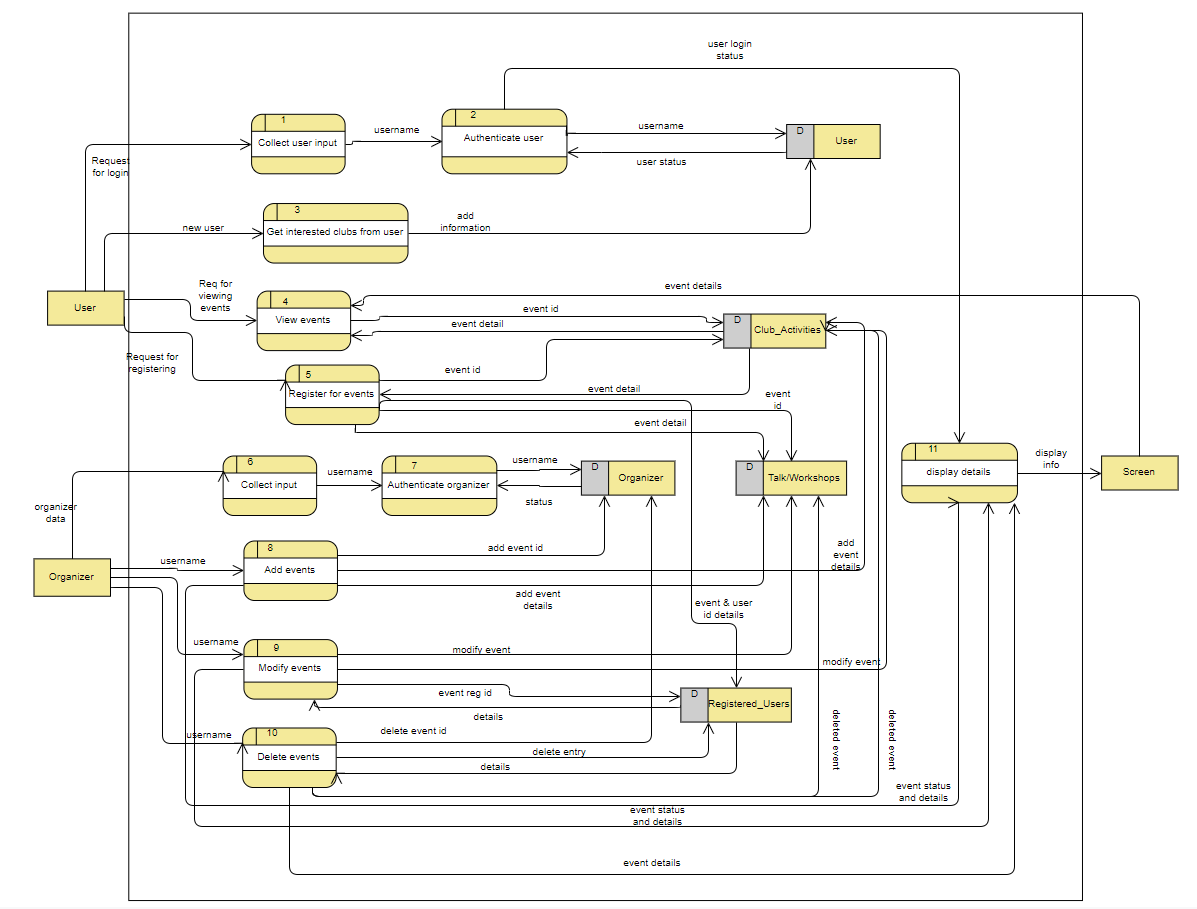 user login
status
1
Collect user input
username
2
Authenticate user
username
user status
D
User
Request
for login
3
Get interested clubs from user
new user
add
information
User
Req for
viewing
events
4
View events
event details
event id
event detail
D
Club_Activities
Request for
registering
5
Register for events
event id
event detail
event
id
event detail
6
Collect input
username
7
Authenticate organizer
username
status
D
Organizer
D
Talk/Workshops
11
display details
display
info
Screen
organizer
data
Organizer
username
8
Add events
add event id
add
event
details
add event
details
event & user
id details
username
9
Modify events
modify event
modify event
event reg id
details
D
Registered_Users
username
10
Delete events
delete event id
delete entry
details
deleted event
deleted event
event status
and details
event status
and details
event details